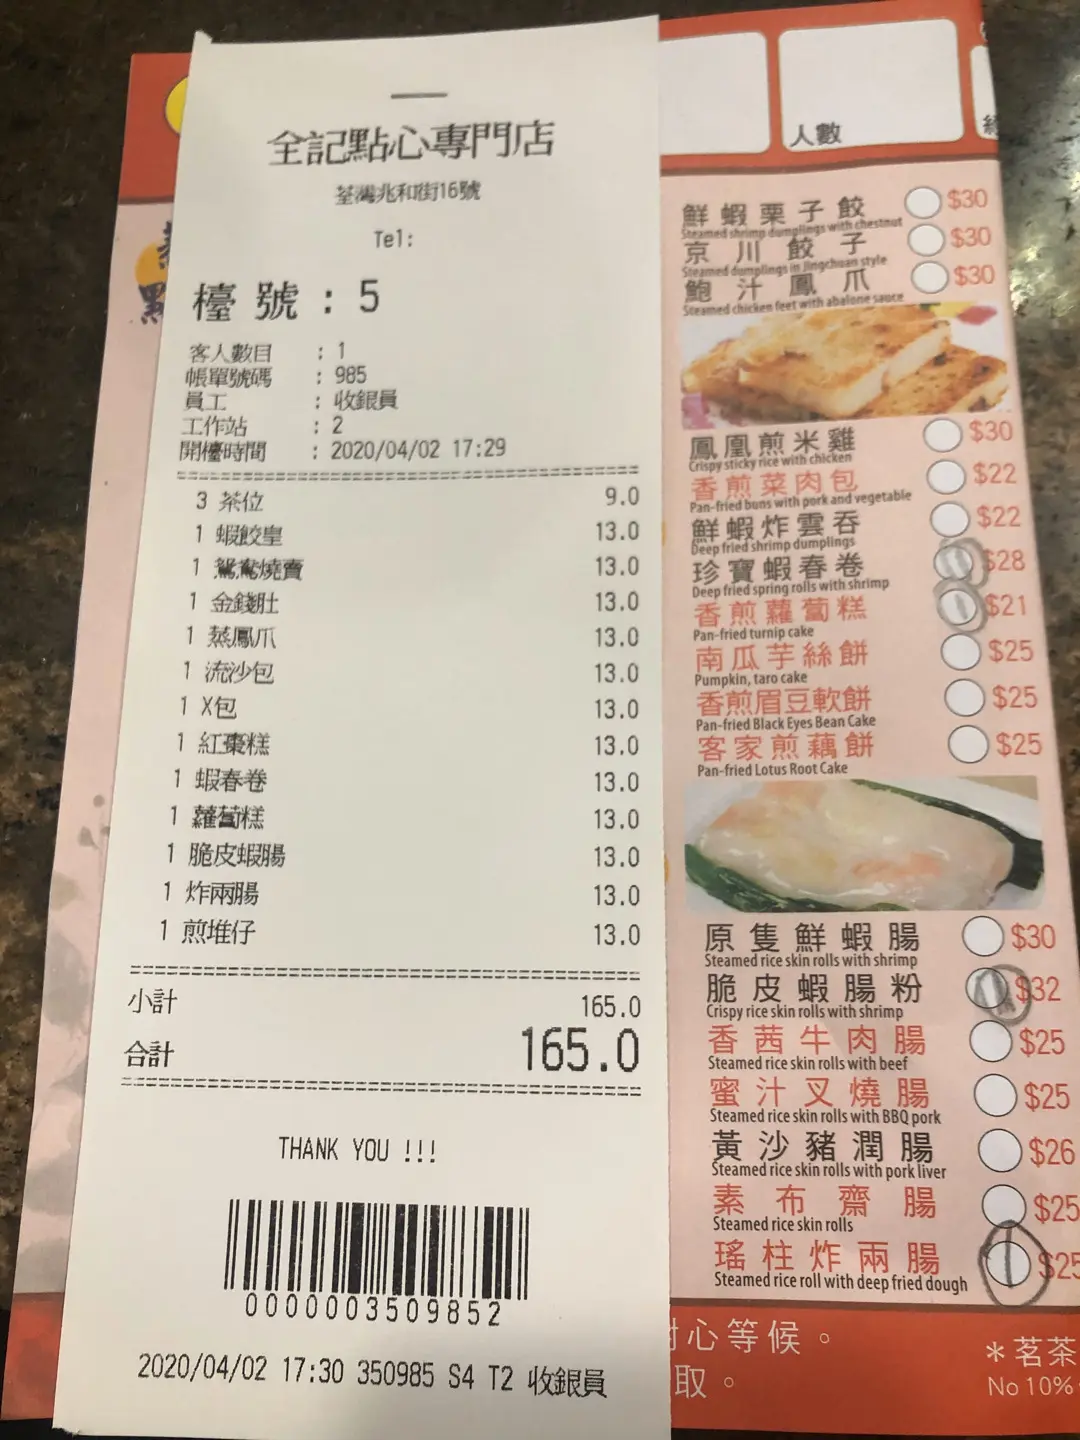 全記點心專門店
荃灣兆和街16號
Tel:
檯號 : 5
客人數目 : 1
帳單號碼 : 985
員工 : 收銀員
工作站 : 2
開檯時間 : 2020/04/02 17:29
3 茶位 9.0
1 蝦餃皇 13.0
1 鴛鴦燒賣 13.0
1 金錢肚 13.0
1 蒸鳳爪 13.0
1 流沙包 13.0
1 X包 13.0
1 紅棗糕 13.0
1 蝦春卷 13.0
1 蘿蔔糕 13.0
1 脆皮蝦腸 13.0
1 炸兩腸 13.0
1 煎堆仔 13.0
小計 165.0
合計 165.0
THANK YOU !!!
0000003509852
2020/04/02 17:30 350985 S4 T2 收銀員
人數
鮮蝦栗子餃 $30
Steamed shrimp dumplings with chestnut
京川餃子 $30
Steamed dumplings in Jingchuan style
鮑汁鳳爪 $30
Steamed chicken feet with abalone sauce
鳳凰煎米雞 $30
Crispy sticky rice with chicken
香煎菜肉包 $22
Pan-fried buns with pork and vegetable
鮮蝦炸雲吞 $22
Deep fried shrimp dumplings
珍寶蝦春卷 $28
Deep fried spring rolls with shrimp
香煎蘿蔔糕 $21
Pan-fried turnip cake
南瓜芋絲餅 $25
Pumpkin, taro cake
香煎眉豆軟餅 $25
Pan-fried Black Eyes Bean Cake
客家煎藕餅 $25
Pan-fried Lotus Root Cake
原隻鮮蝦腸 $30
Steamed rice skin rolls with shrimp
脆皮蝦腸粉 $32
Crispy rice skin rolls with shrimp
香茜牛肉腸 $25
Steamed rice skin rolls with beef
蜜汁叉燒腸 $25
Steamed rice skin rolls with BBQ pork
黃沙豬潤腸 $26
Steamed rice skin rolls with pork liver
素布齋腸 $25
Steamed rice skin rolls
瑤柱炸兩腸 $25
Steamed rice roll with deep fried dough
心等候。
取。
*茗茶
No 10%